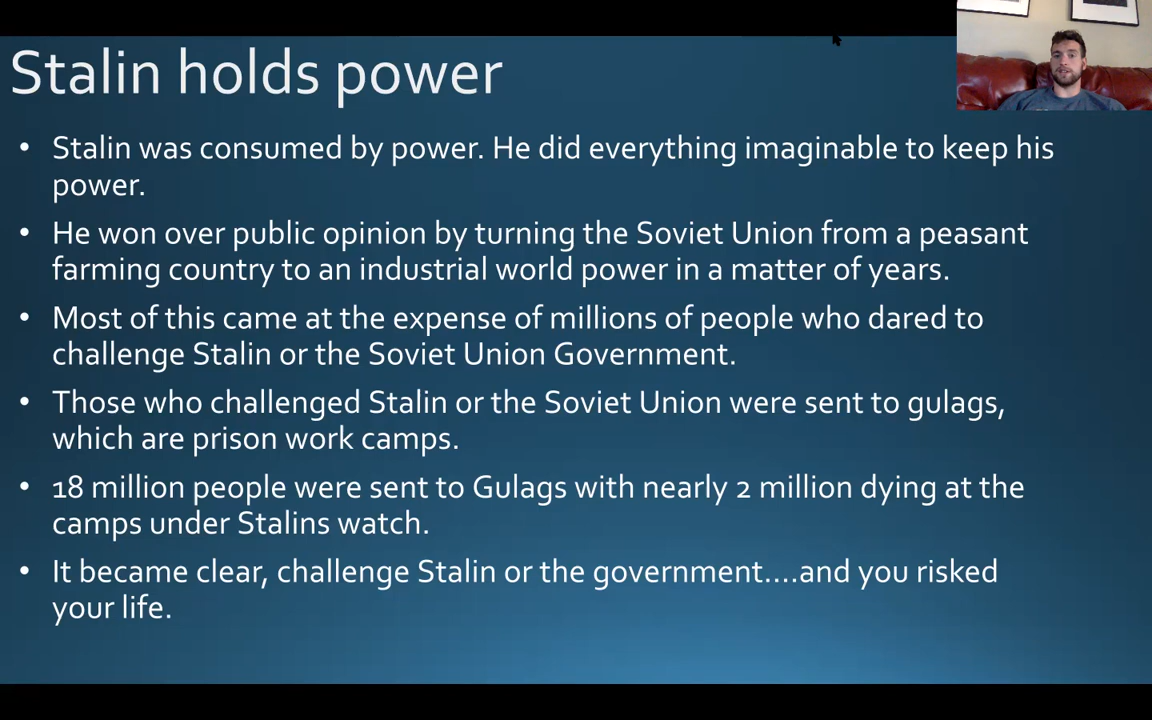 Stalin holds power
• Stalin was consumed by power. He did everything imaginable to keep his
power.
• He won over public opinion by turning the Soviet Union from a peasant
farming country to an industrial world power in a matter of years.
• Most of this came at the expense of millions of people who dared to
challenge Stalin or the Soviet Union Government.
• Those who challenged Stalin or the Soviet Union were sent to gulags,
which are prison work camps.
• 18 million people were sent to Gulags with nearly 2 million dying at the
camps under Stalins watch.
• It became clear, challenge Stalin or the government....and you risked
your life.